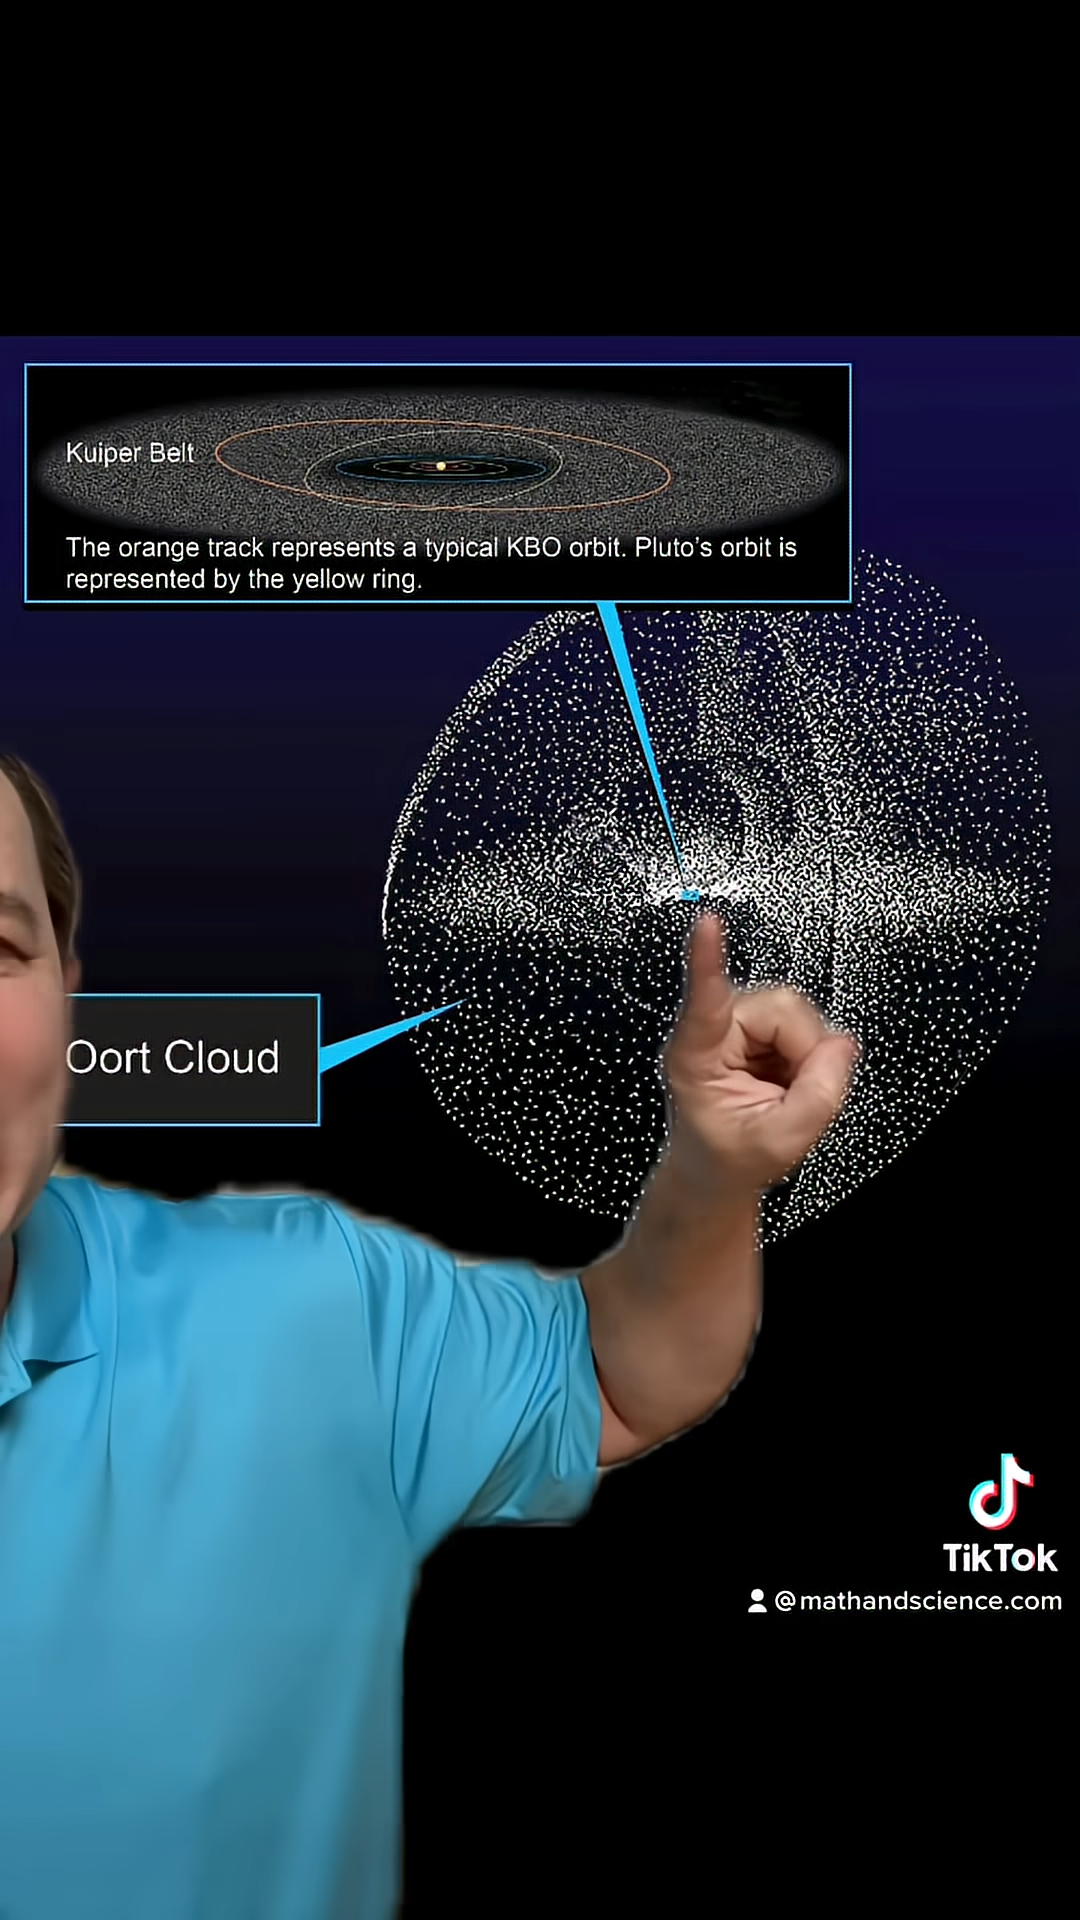 Kuiper Belt
The orange track represents a typical KBO orbit. Pluto's orbit is
represented by the yellow ring.
Oort Cloud
TikTok
@mathandscience.com